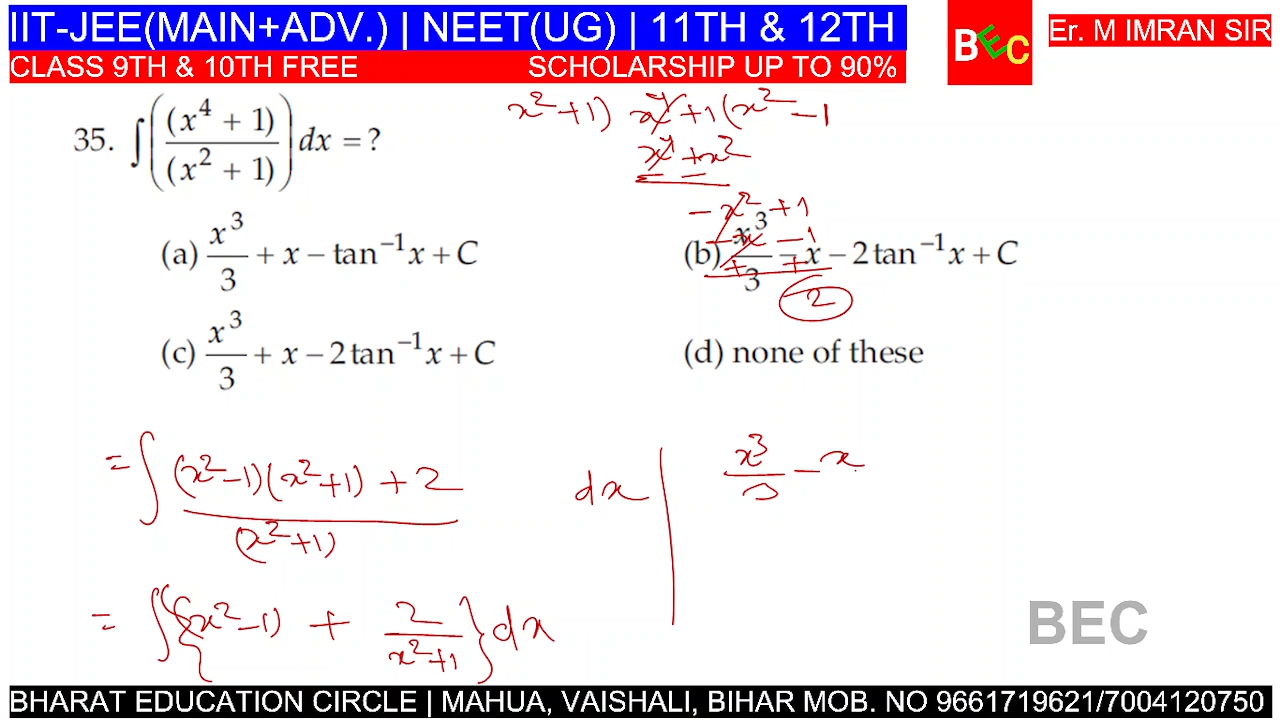 IIT-JEE(MAIN+ADV.) | NEET(UG) | 11TH & 12TH
BEC
Er. M IMRAN SIR
CLASS 9TH & 10TH FREE SCHOLARSHIP UP TO 90%
x²+1) x⁴+1(x²-1
x⁴+x²
- -
-x²+1
-x²-1
+ +
2
35. ∫((x⁴ + 1)/(x² + 1)) dx = ?
(a) x³/3 + x - tan⁻¹x + C
(b) x³/3 - x - 2 tan⁻¹x + C
(c) x³/3 + x - 2 tan⁻¹x + C
(d) none of these
= ∫ (x²-1)(x²+1) + 2 / (x²+1) dx
= ∫{(x²-1) + 2/(x²+1)} dx
x³/3 - x
BEC
BHARAT EDUCATION CIRCLE | MAHUA, VAISHALI, BIHAR MOB. NO 9661719621/7004120750